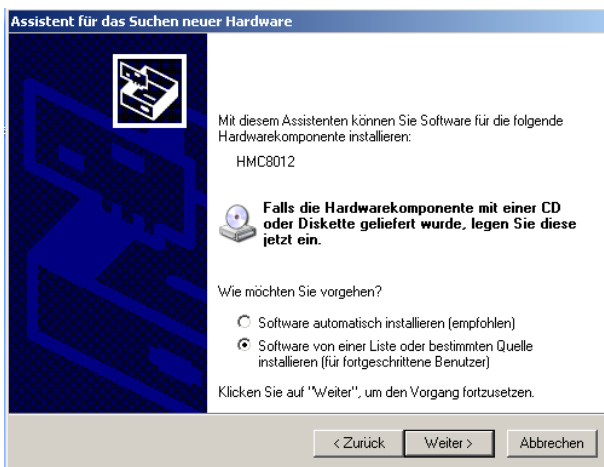 Assistent für das Suchen neuer Hardware
Mit diesem Assistenten können Sie Software für die folgende
Hardwarekomponente installieren:
HMC8012
Falls die Hardwarekomponente mit einer CD
oder Diskette geliefert wurde, legen Sie diese
jetzt ein.
Wie möchten Sie vorgehen?
Software automatisch installieren (empfohlen)
Software von einer Liste oder bestimmten Quelle
installieren (für fortgeschrittene Benutzer)
Klicken Sie auf "Weiter", um den Vorgang fortzusetzen.
< Zurück
Weiter >
Abbrechen